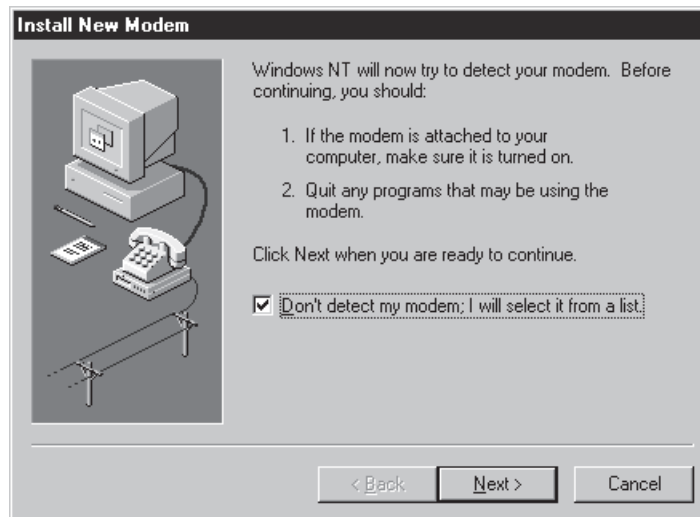 Install New Modem
Windows NT will now try to detect your modem. Before
continuing, you should:
1. If the modem is attached to your
computer, make sure it is turned on.
2. Quit any programs that may be using the
modem.
Click Next when you are ready to continue.
Don't detect my modem; I will select it from a list.
< Back
Next >
Cancel